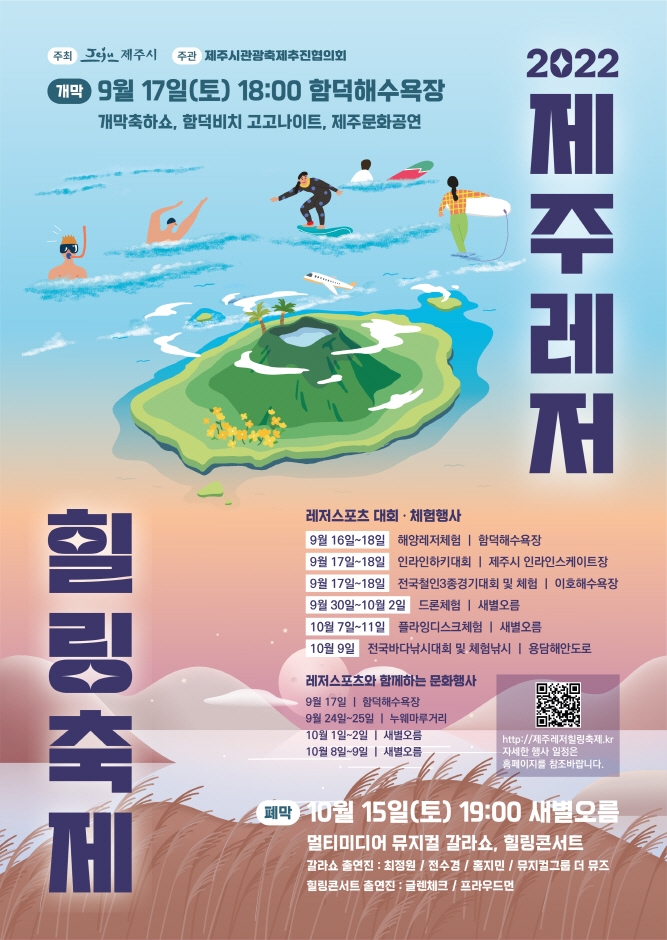 주최 Jeju 제주시 주관 제주시관광축제추진협의회
개막 9월 17일(토) 18:00 함덕해수욕장
개막축하쇼, 함덕비치 고고나이트, 제주문화공연
2022
제주레저
힐링축제
레저스포츠 대회 · 체험행사
9월 16일~18일 해양레저체험 | 함덕해수욕장
9월 17일~18일 인라인하키대회 | 제주시 인라인스케이트장
9월 17일~18일 전국철인3종경기대회 및 체험 | 이호해수욕장
9월 30일~10월 2일 드론체험 | 새별오름
10월 7일~11일 플라잉디스크체험 | 새별오름
10월 9일 전국바다낚시대회 및 체험낚시 | 용담해안도로
레저스포츠와 함께하는 문화행사
9월 17일 | 함덕해수욕장
9월 24일~25일 | 누웨마루거리
10월 1일~2일 | 새별오름
10월 8일~9일 | 새별오름
http://제주레저힐링축제.kr
자세한 행사 일정은
홈페이지를 참조바랍니다.
폐막 10월 15일(토) 19:00 새별오름
멀티미디어 뮤지컬 갈라쇼, 힐링콘서트
갈라쇼 출연진 : 최정원 / 전수경 / 홍지민 / 뮤지컬그룹 더 뮤즈
힐링콘서트 출연진 : 글렌체크 / 프라우드먼